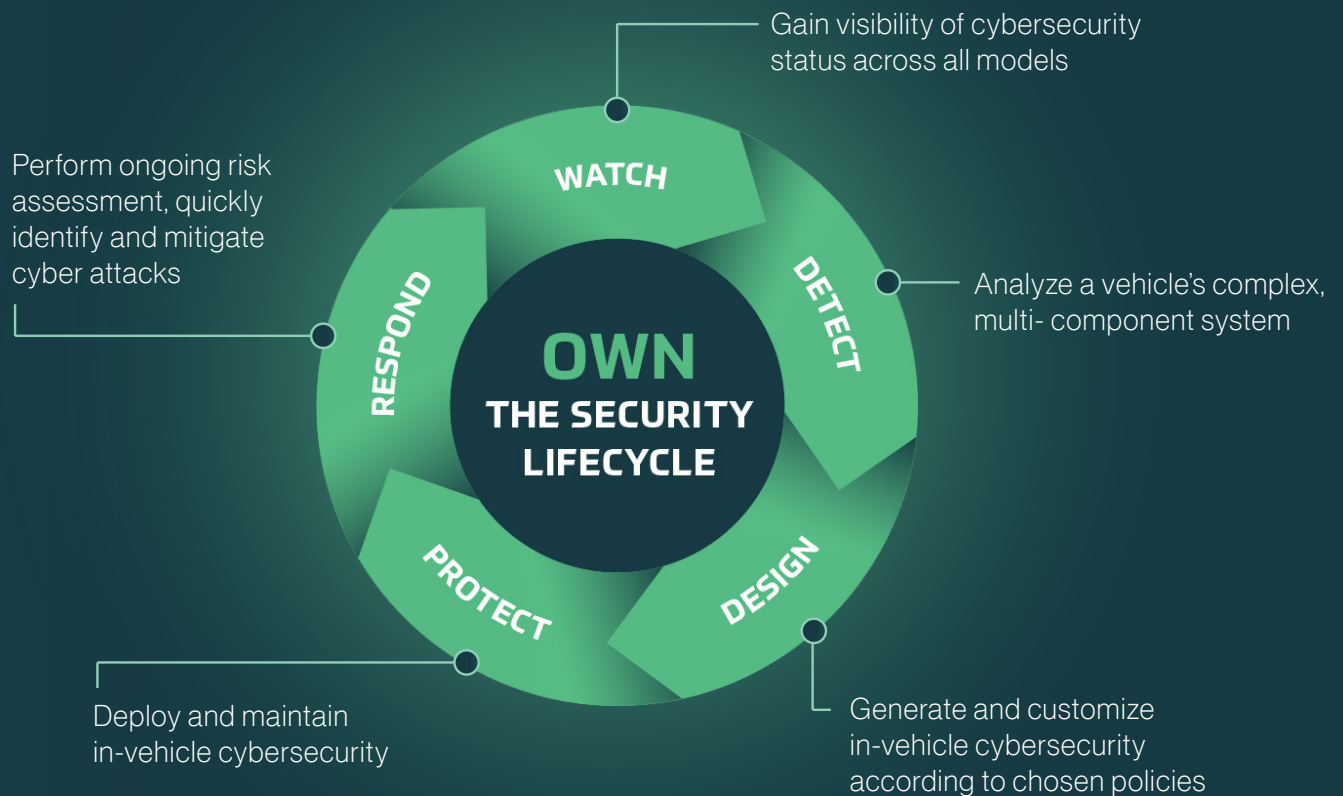 Gain visibility of cybersecurity
status across all models
WATCH
Perform ongoing risk
assessment, quickly
identify and mitigate
cyber attacks
DETECT
Analyze a vehicle’s complex,
multi- component system
RESPOND
OWN
THE SECURITY
LIFECYCLE
DESIGN
PROTECT
Deploy and maintain
in-vehicle cybersecurity
Generate and customize
in-vehicle cybersecurity
according to chosen policies